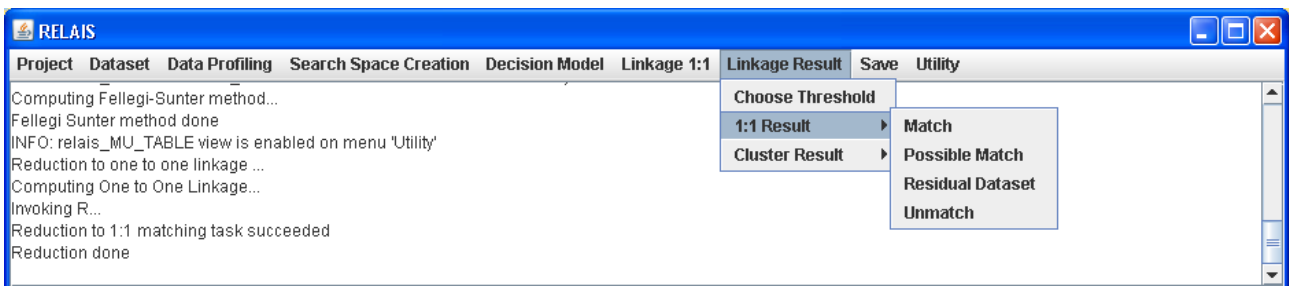 RELAIS
Project Dataset Data Profiling Search Space Creation Decision Model Linkage 1:1 Linkage Result Save Utility
Computing Fellegi-Sunter method...
Fellegi Sunter method done
INFO: relais_MU_TABLE view is enabled on menu 'Utility'
Reduction to one to one linkage ...
Computing One to One Linkage...
Invoking R...
Reduction to 1:1 matching task succeeded
Reduction done
Choose Threshold
1:1 Result
Cluster Result
Match
Possible Match
Residual Dataset
Unmatch